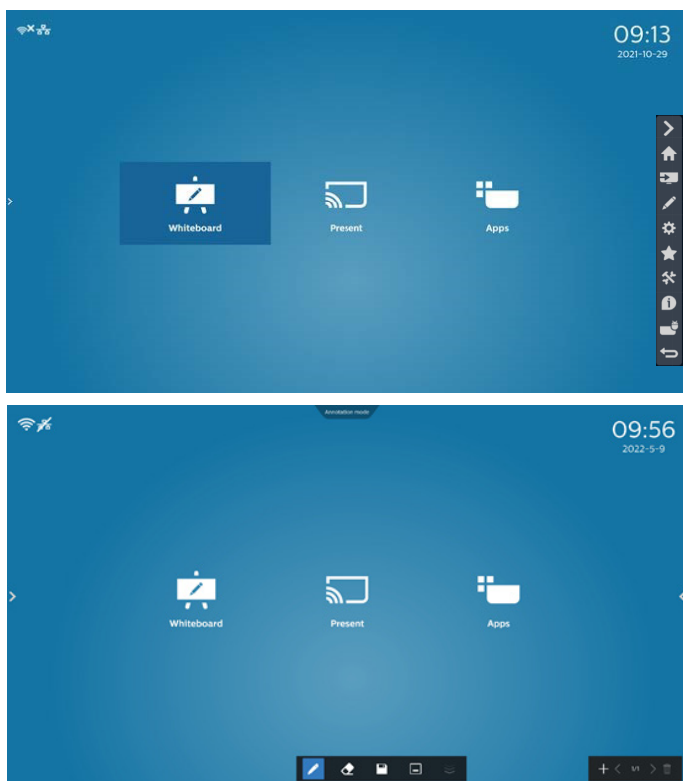 09:13
2021-10-29
Whiteboard
Present
Apps
Annotation mode
09:56
2022-5-9
Whiteboard
Present
Apps
1/1